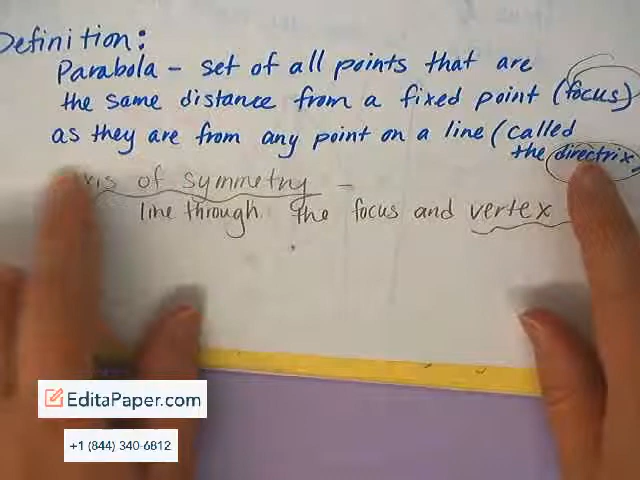 Definition:
Parabola - set of all points that are
the same distance from a fixed point (focus)
as they are from any point on a line (called
the directrix.
of symmetry -
line through the focus and vertex
EditaPaper.com
+1 (844) 340-6812